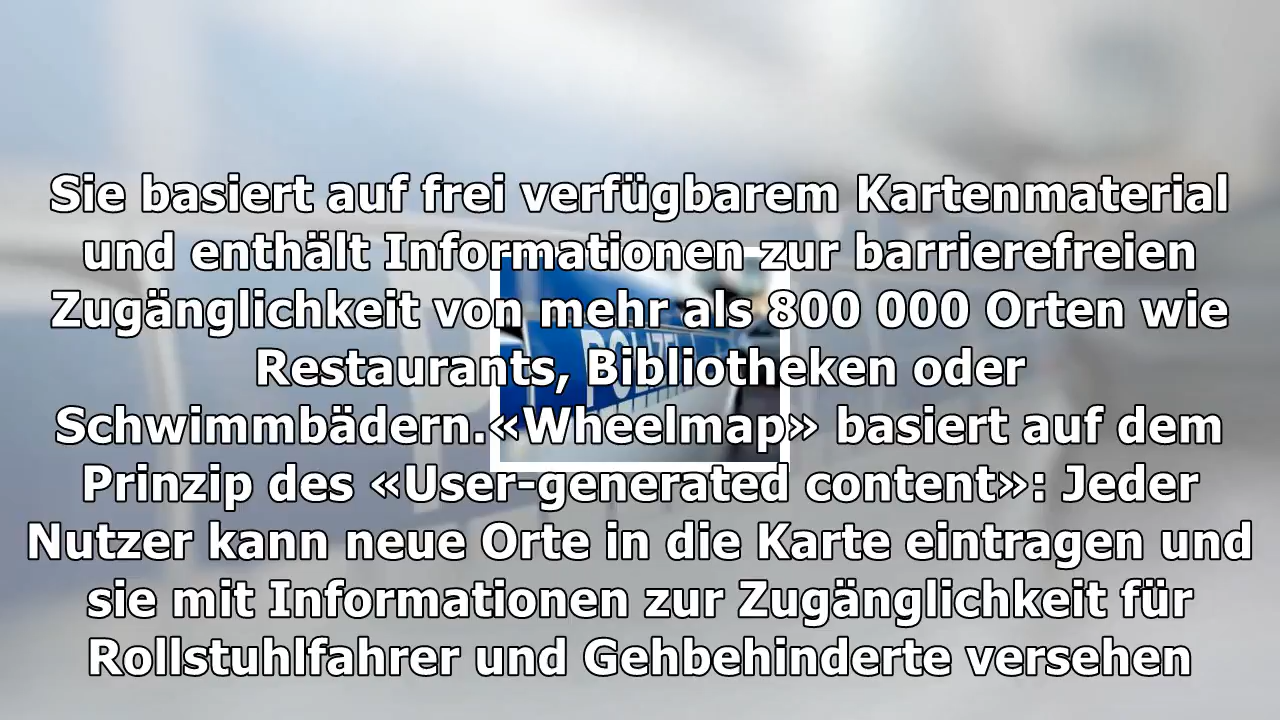 Sie basiert auf frei verfügbarem Kartenmaterial
und enthält Informationen zur barrierefreien
Zugänglichkeit von mehr als 800 000 Orten wie
Restaurants, Bibliotheken oder
Schwimmbädern.«Wheelmap» basiert auf dem
Prinzip des «User-generated content»: Jeder
Nutzer kann neue Orte in die Karte eintragen und
sie mit Informationen zur Zugänglichkeit für
Rollstuhlfahrer und Gehbehinderte versehen
POLIZEI